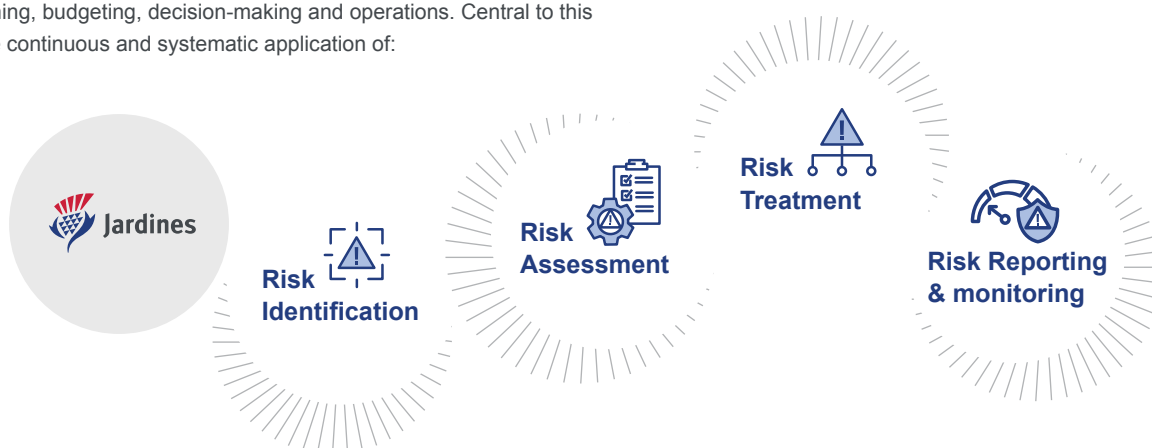 budgeting, decision-making and operations. Central to this
continuous and systematic application of:
Jardines
Risk
Identification
Risk
Assessment
Risk
Treatment
Risk Reporting
& monitoring